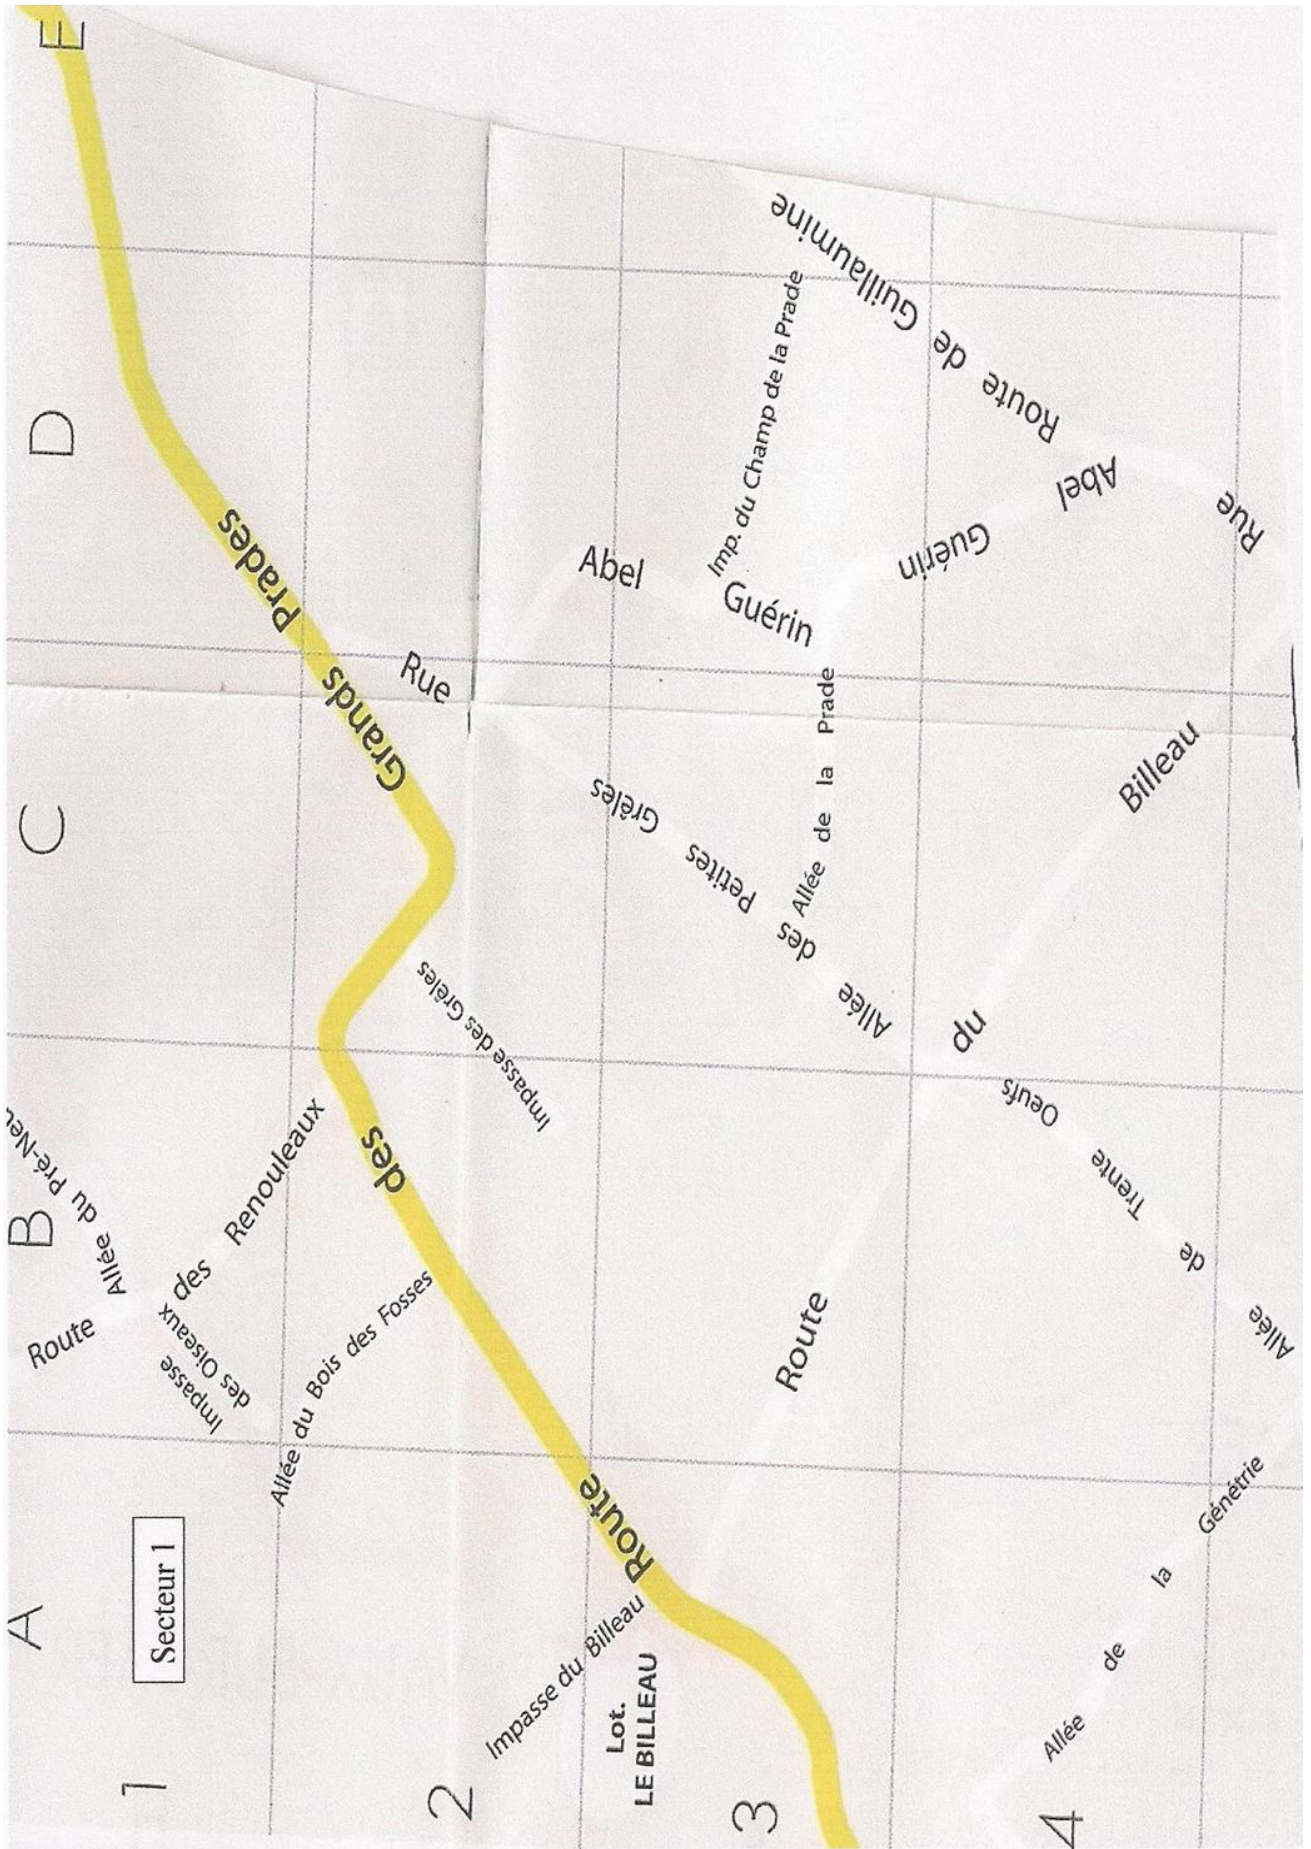 A
B
C
D
E
1
2
3
4
Secteur 1
Route des Grands Prades
Route des Renouleaux
Allée du
Impasse
des Oiseaux
Allée du Bois des Fosses
Impasse des Grêles
Rue Abel Guérin
Imp. du Champ de la Prade
Route de Guillaumine
Rue Abel Guérin
Allée de la Prade
Allée des Petites Grêles
Route du Billeau
Allée de Trente Oeufs
Allée de la Génétrie
Impasse du Billeau
Lot.
LE BILLEAU